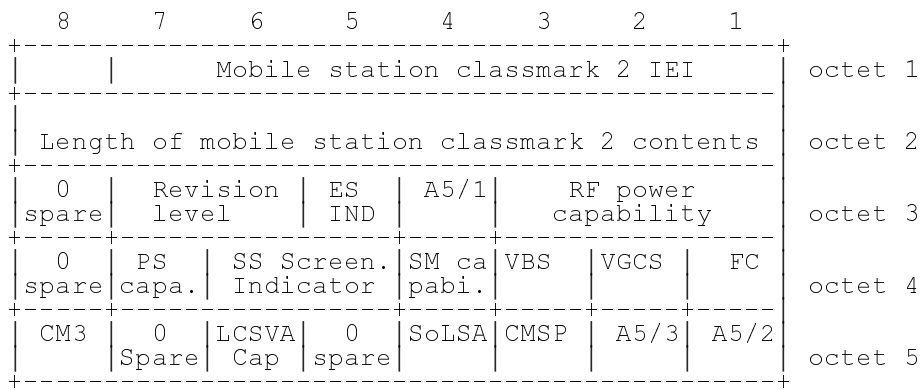 8 7 6 5 4 3 2 1
Mobile station classmark 2 IEI octet 1
Length of mobile station classmark 2 contents octet 2
0 Revision ES A5/1 RF power
spare level IND capability octet 3
0 PS SS Screen. SM ca VBS VGCS FC
spare capa. Indicator pabi. octet 4
CM3 0 LCSVA 0 SoLSA CMSP A5/3 A5/2
Spare Cap spare octet 5